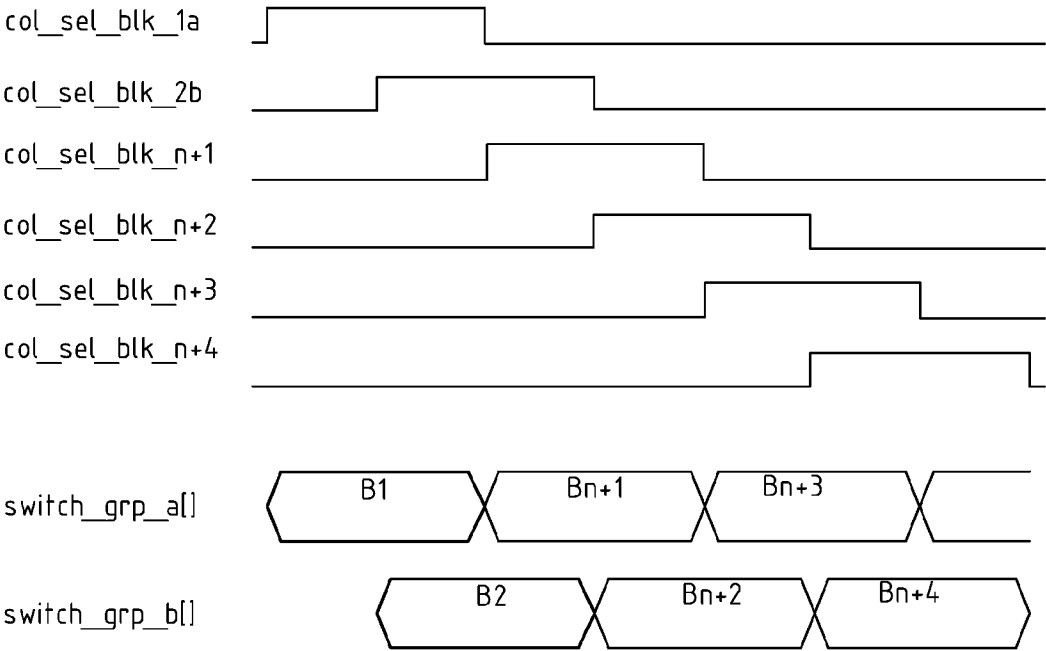 col_sel_blk_1a
col_sel_blk_2b
col_sel_blk_n+1
col_sel_blk_n+2
col_sel_blk_n+3
col_sel_blk_n+4
switch_grp_a[] B1 Bn+1 Bn+3
switch_grp_b[] B2 Bn+2 Bn+4